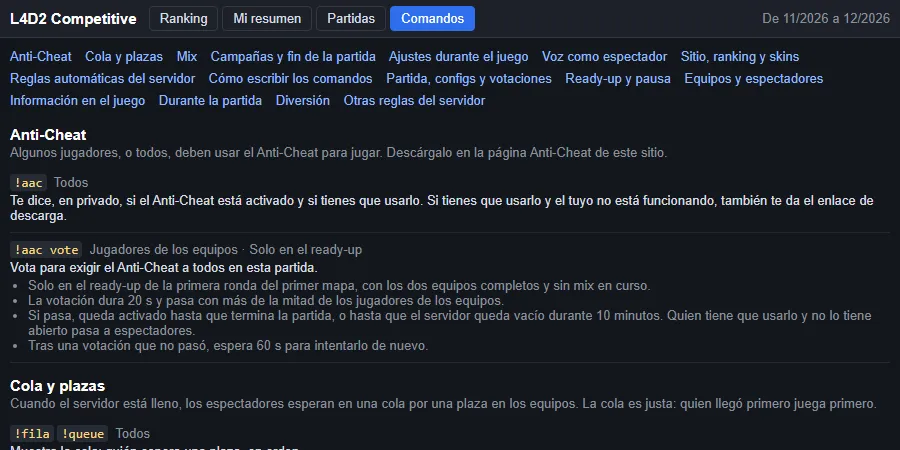 L4D2 Competitive Ranking Mi resumen Partidas Comandos De 11/2026 a 12/2026
Anti-Cheat Cola y plazas Mix Campañas y fin de la partida Ajustes durante el juego Voz como espectador Sitio, ranking y skins
Reglas automáticas del servidor Cómo escribir los comandos Partida, configs y votaciones Ready-up y pausa Equipos y espectadores
Información en el juego Durante la partida Diversión Otras reglas del servidor
Anti-Cheat
Algunos jugadores, o todos, deben usar el Anti-Cheat para jugar. Descárgalo en la página Anti-Cheat de este sitio.
!aac Todos
Te dice, en privado, si el Anti-Cheat está activado y si tienes que usarlo. Si tienes que usarlo y el tuyo no está funcionando, también te da el enlace de
descarga.
!aac vote Jugadores de los equipos · Solo en el ready-up
Vota para exigir el Anti-Cheat a todos en esta partida.
• Solo en el ready-up de la primera ronda del primer mapa, con los dos equipos completos y sin mix en curso.
• La votación dura 20 s y pasa con más de la mitad de los jugadores de los equipos.
• Si pasa, queda activado hasta que termina la partida, o hasta que el servidor queda vacío durante 10 minutos. Quien tiene que usarlo y no lo tiene
abierto pasa a espectadores.
• Tras una votación que no pasó, espera 60 s para intentarlo de nuevo.
Cola y plazas
Cuando el servidor está lleno, los espectadores esperan en una cola por una plaza en los equipos. La cola es justa: quien llegó primero juega primero.
!fila !queue Todos